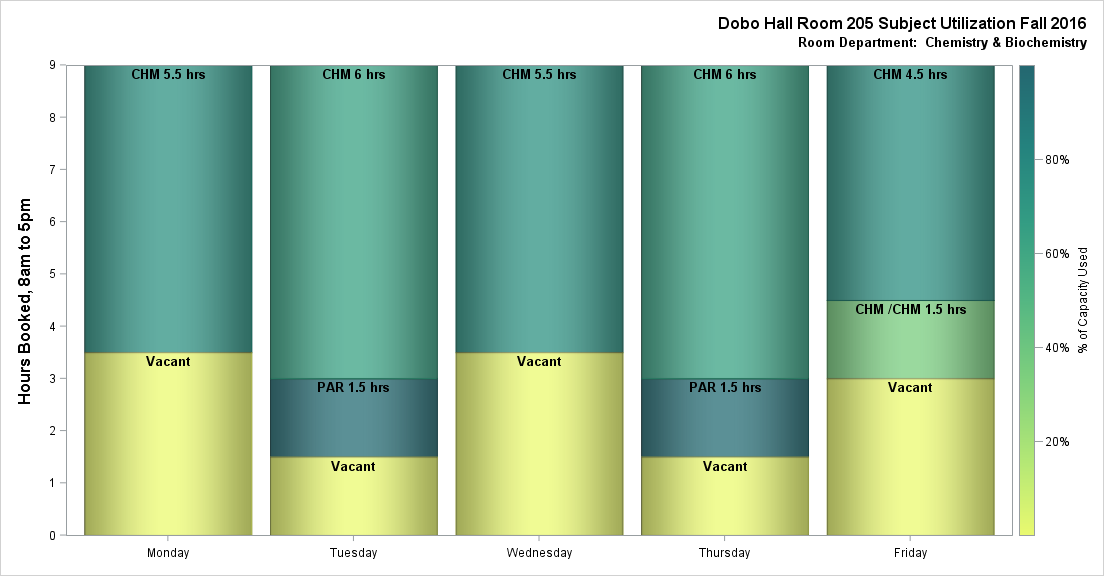 Dobo Hall Room 205 Subject Utilization Fall 2016
Room Department:  Chemistry & Biochemistry
Hours Booked, 8am to 5pm
9
8
7
6
5
4
3
2
1
0
CHM 5.5 hrs
Vacant
CHM 6 hrs
PAR 1.5 hrs
Vacant
CHM 5.5 hrs
Vacant
CHM 6 hrs
PAR 1.5 hrs
Vacant
CHM 4.5 hrs
CHM /CHM 1.5 hrs
Vacant
Monday
Tuesday
Wednesday
Thursday
Friday
80%
60%
40%
20%
% of Capacity Used